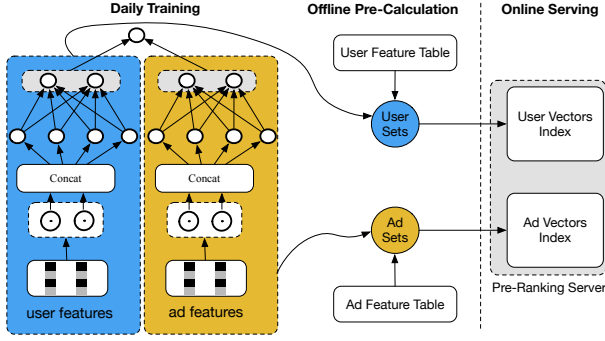 Daily Training
Offline Pre-Calculation
Online Serving
User Feature Table
User
Sets
User Vectors
Index
Concat
Concat
Ad
Sets
Ad Vectors
Index
Pre-Ranking Server
Ad Feature Table
user features
ad features